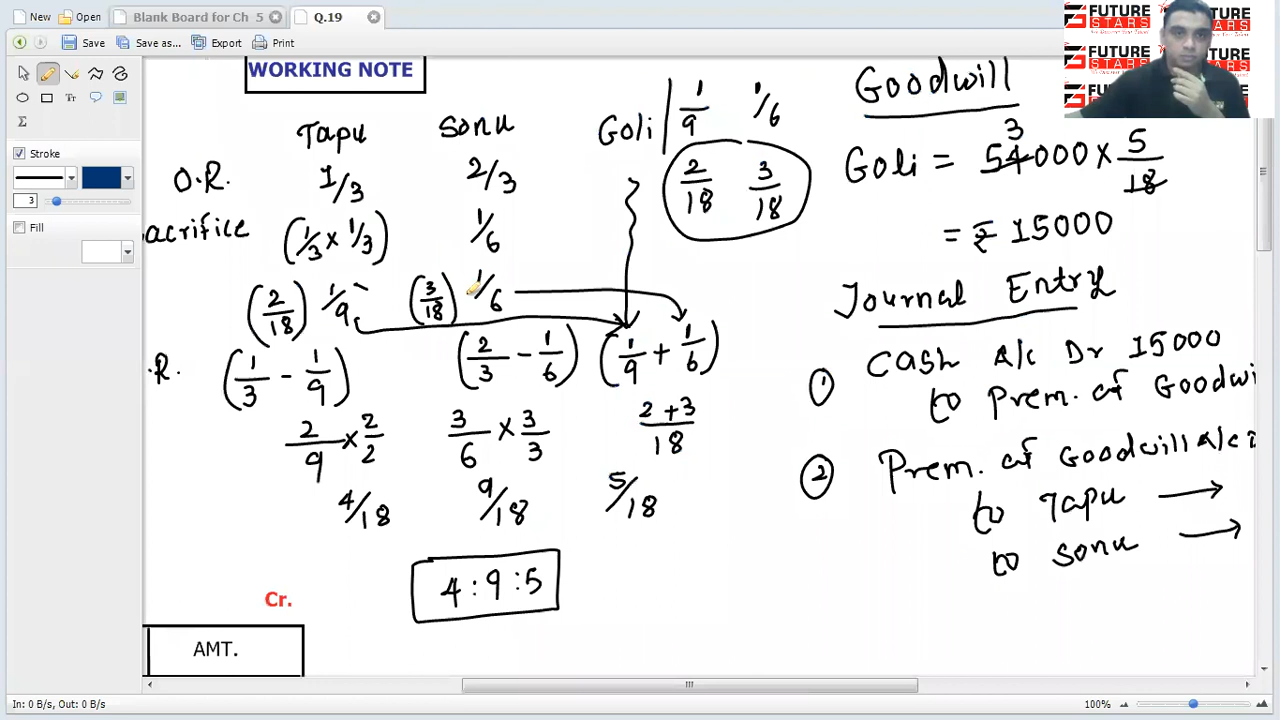 New Open Blank Board for Ch 5 Q.19
Save Save as... Export Print
FUTURE STARS
FUTURE
STARS
FUTURE
STARS
Stroke
3
Fill
WORKING NOTE
Tapu Sonu Goli 1/9 1/6
O.R. 1/3 2/3 2/18 3/18
acrifice (1/3 x 1/3) 1/6
(2/18) 1/9 (3/18) 1/6
.R. (1/3 - 1/9) (2/3 - 1/6) (1/9 + 1/6)
2/9 x 2/2 3/6 x 3/3 2+3/18
4/18 9/18 5/18
4 : 9 : 5
Cr.
AMT.
Goodwill
3
Goli = 54000 x 5/18
= ₹ 15000
Journal Entry
① Cash A/c Dr 15000
to Prem. of Goodwi
② Prem. of Goodwill A/c
to Tapu →
to Sonu →
In: 0 B/s, Out: 0 B/s
100%